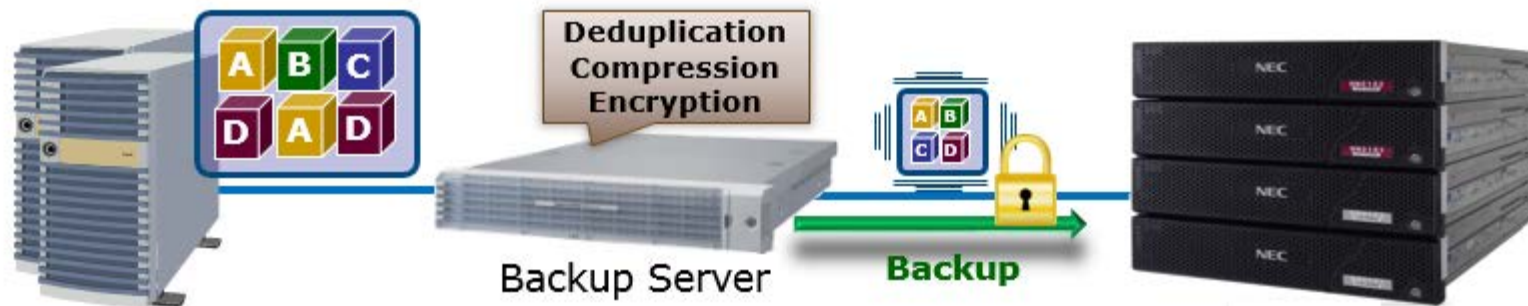 A B C
D A D
Deduplication
Compression
Encryption
Backup Server
A B
C D
Backup
NEC
NEC
NEC
NEC